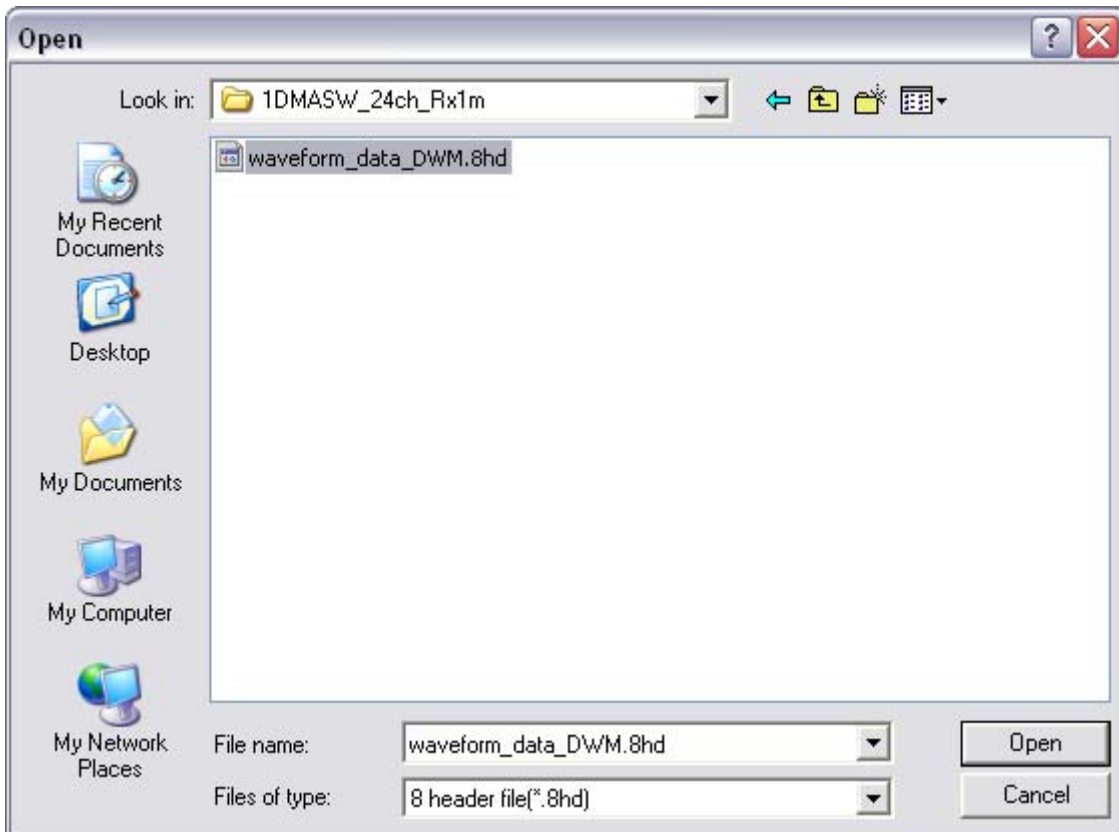 Open
Look in: 1DMASW_24ch_Rx1m
waveform_data_DWM.8hd
My Recent
Documents
Desktop
My Documents
My Computer
My Network
Places
File name: waveform_data_DWM.8hd Open
Files of type: 8 header file(*.8hd) Cancel